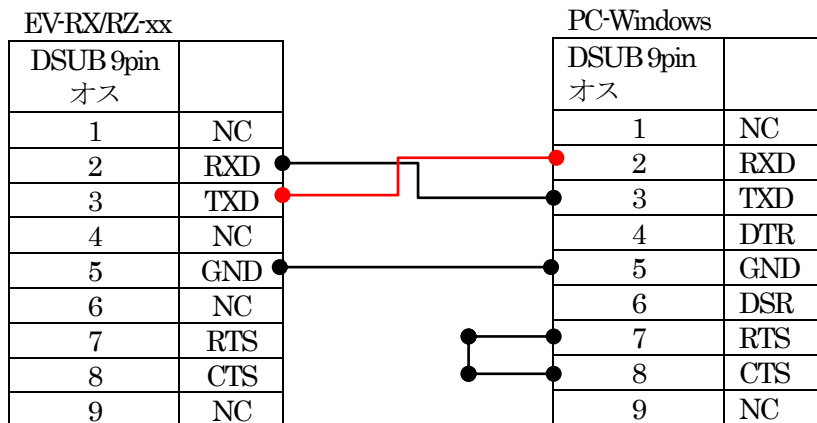 EV-RX/RZ-xx
DSUB 9pin
オス
1 NC
2 RXD
3 TXD
4 NC
5 GND
6 NC
7 RTS
8 CTS
9 NC
PC-Windows
DSUB 9pin
オス
1 NC
2 RXD
3 TXD
4 DTR
5 GND
6 DSR
7 RTS
8 CTS
9 NC